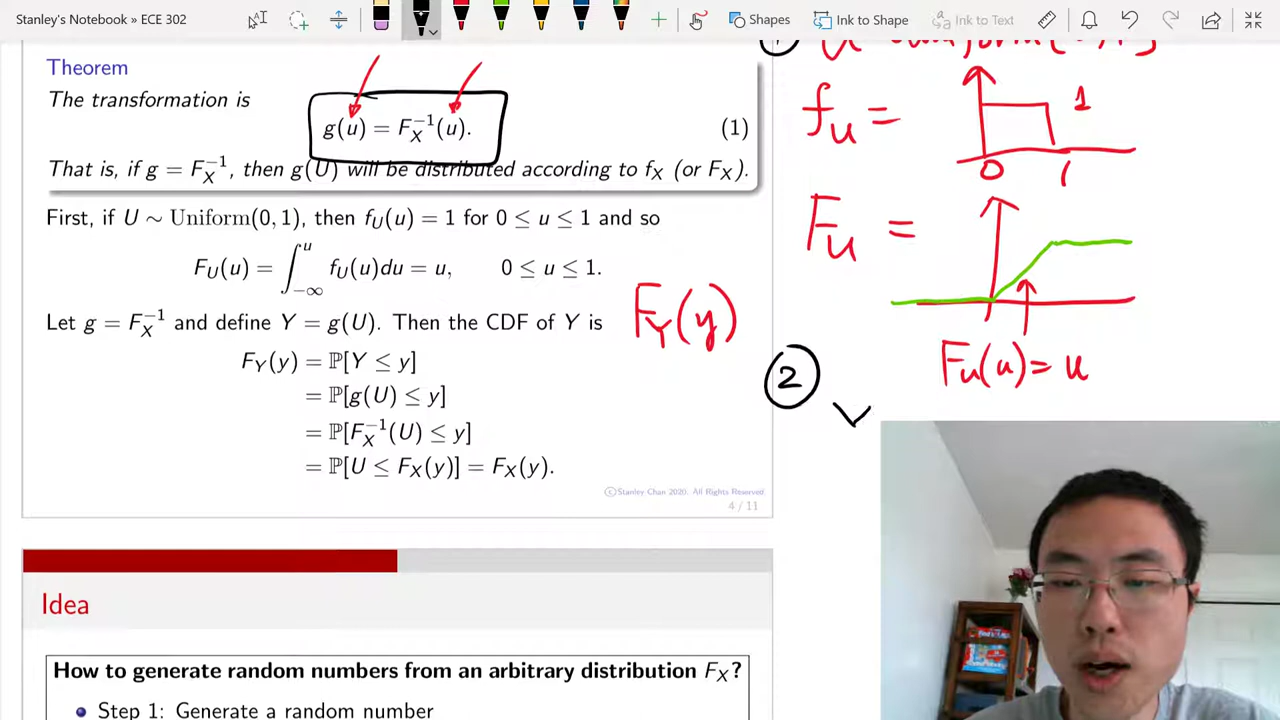 Stanley's Notebook » ECE 302
Shapes
Ink to Shape
Ink to Text
Theorem
The transformation is
g(u) = F_X^{-1}(u). (1)
That is, if g = F_X^{-1}, then g(U) will be distributed according to f_X (or F_X).
First, if U ∼ Uniform(0, 1), then f_U(u) = 1 for 0 ≤ u ≤ 1 and so
F_U(u) = ∫_{-∞}^{u} f_U(u)du = u, 0 ≤ u ≤ 1.
Let g = F_X^{-1} and define Y = g(U). Then the CDF of Y is
F_Y(y) = ℙ[Y ≤ y]
= ℙ[g(U) ≤ y]
= ℙ[F_X^{-1}(U) ≤ y]
= ℙ[U ≤ F_X(y)] = F_X(y).
©Stanley Chan 2020. All Rights Reserved.
4 / 11
Idea
How to generate random numbers from an arbitrary distribution F_X?
Step 1: Generate a random number
f_U =
1
0 1
F_U =
F_U(u) = u
F_Y(y)
2